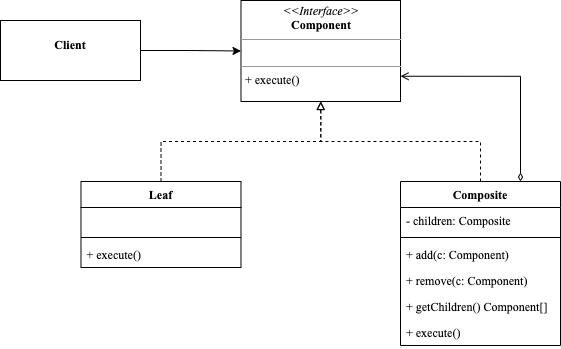 <<Interface>>
Component
Client
+ execute()
Leaf
+ execute()
Composite
- children: Composite
+ add(c: Component)
+ remove(c: Component)
+ getChildren() Component[]
+ execute()